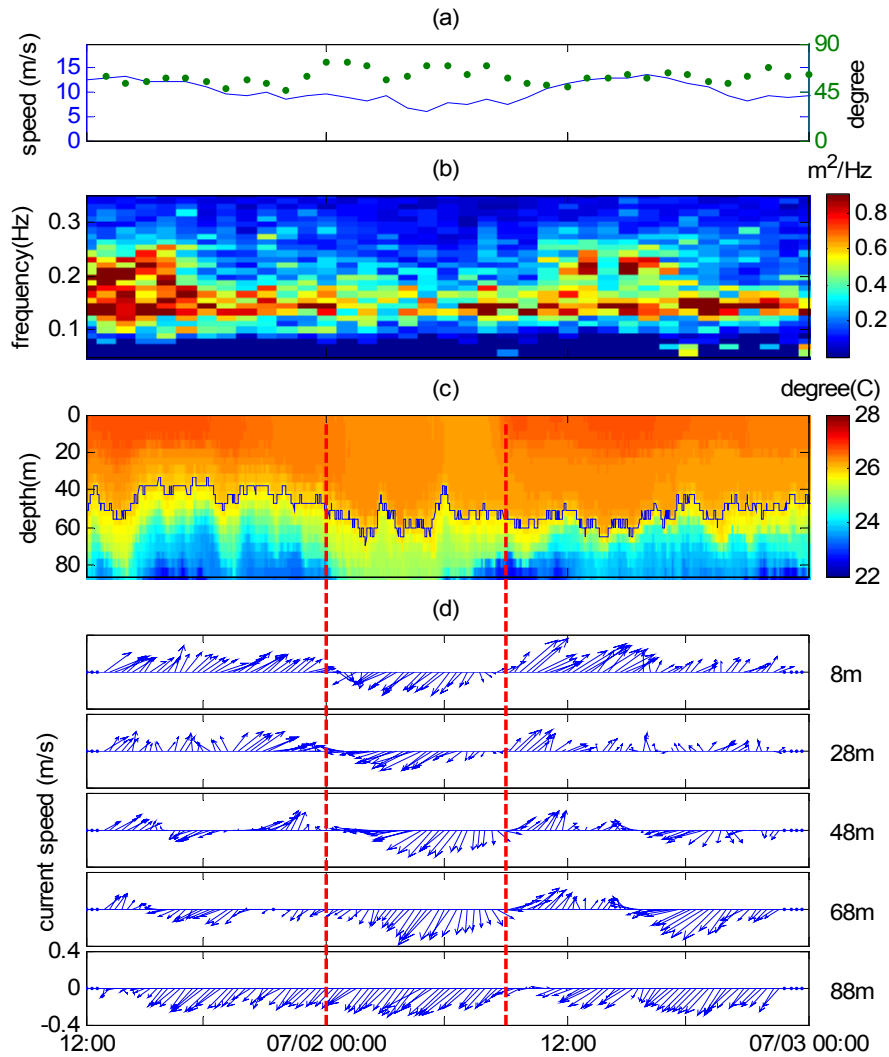 (a)
speed (m/s)
15
10
5
0
90
45
0
degree
(b)
m²/Hz
frequency(Hz)
0.3
0.2
0.1
0.8
0.6
0.4
0.2
(c)
degree(C)
depth(m)
0
20
40
60
80
28
26
24
22
(d)
current speed (m/s)
8m
28m
48m
68m
88m
0.4
0
-0.4
12:00
07/02 00:00
12:00
07/03 00:00